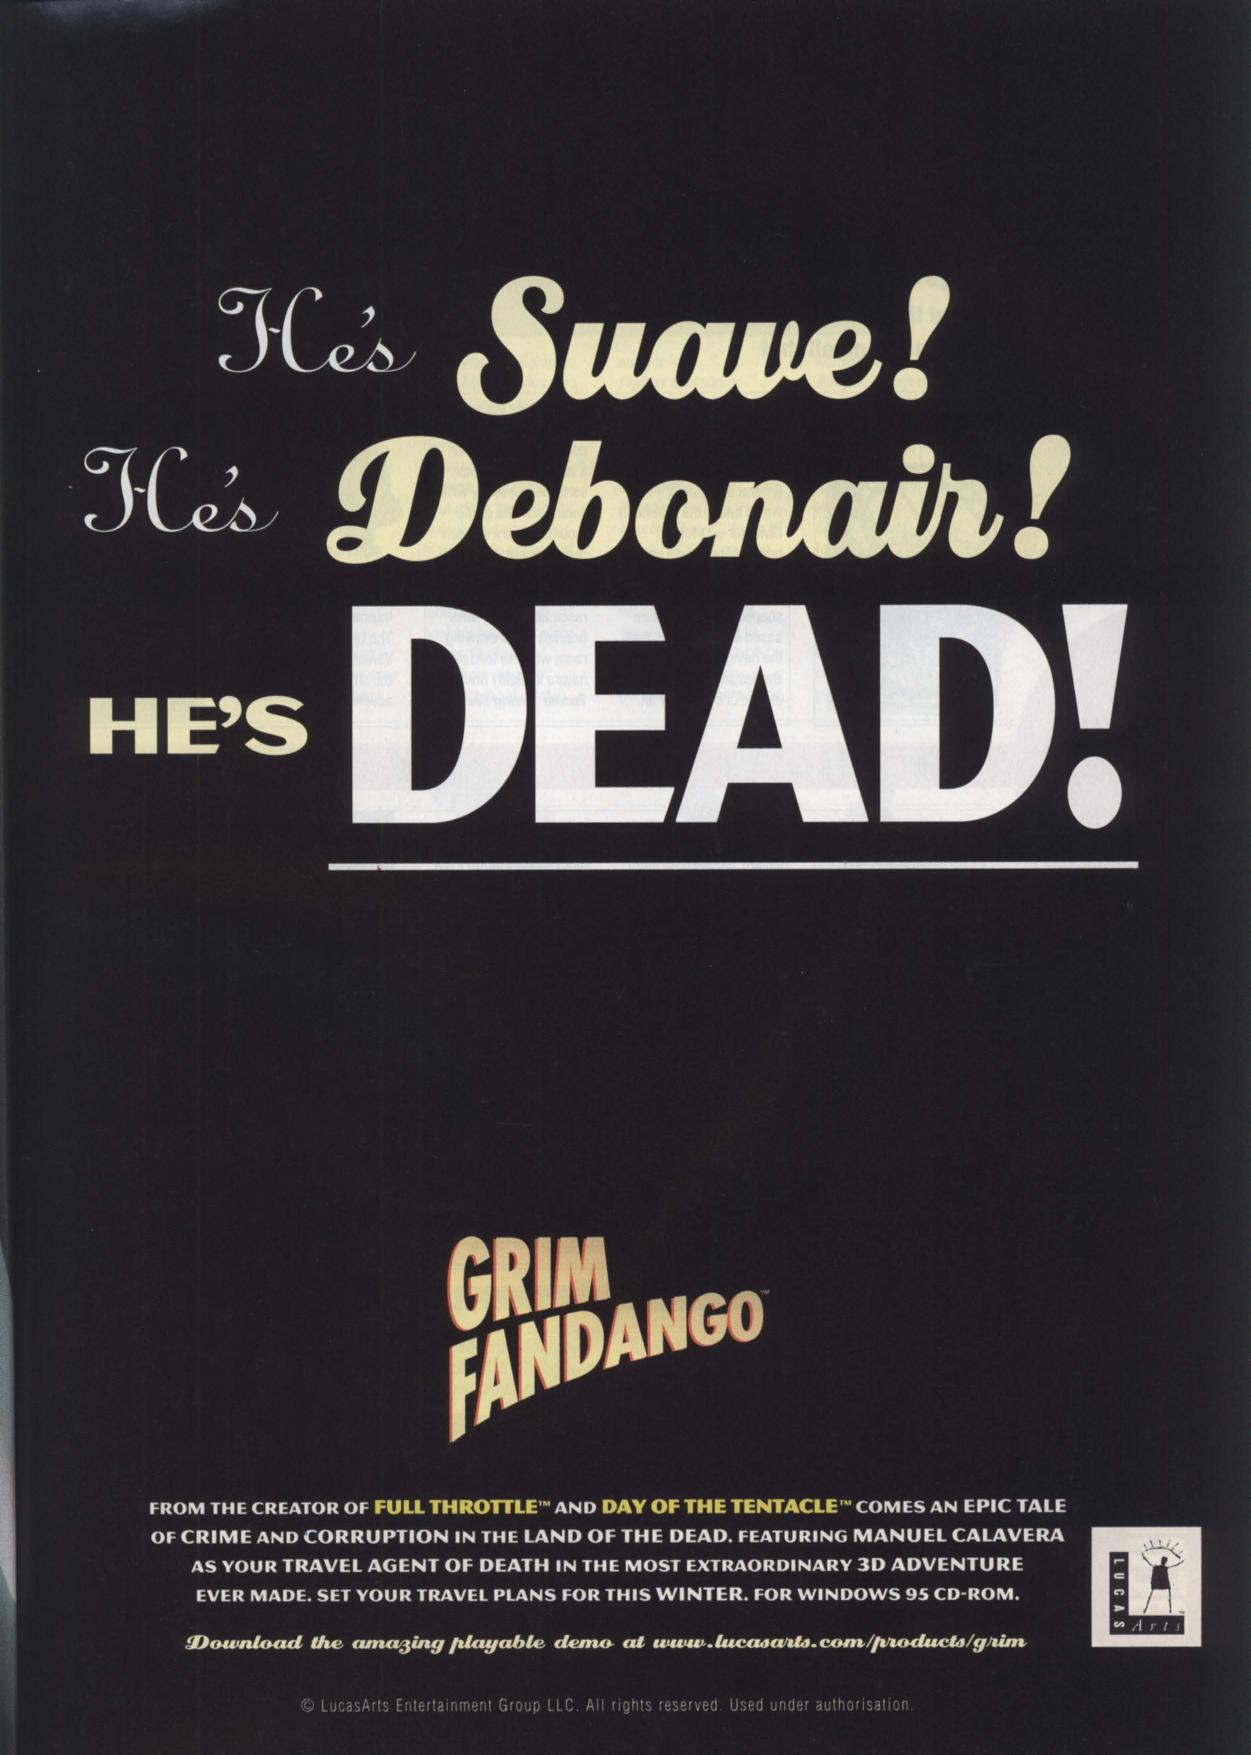 He's Suave!
He's Debonair!
HE'S DEAD!
GRIM
FANDANGO™
FROM THE CREATOR OF FULL THROTTLE™ AND DAY OF THE TENTACLE™ COMES AN EPIC TALE
OF CRIME AND CORRUPTION IN THE LAND OF THE DEAD. FEATURING MANUEL CALAVERA
AS YOUR TRAVEL AGENT OF DEATH IN THE MOST EXTRAORDINARY 3D ADVENTURE
EVER MADE. SET YOUR TRAVEL PLANS FOR THIS WINTER. FOR WINDOWS 95 CD-ROM.
Download the amazing playable demo at www.lucasarts.com/products/grim
LUCAS
Arts
© LucasArts Entertainment Group LLC. All rights reserved. Used under authorisation.